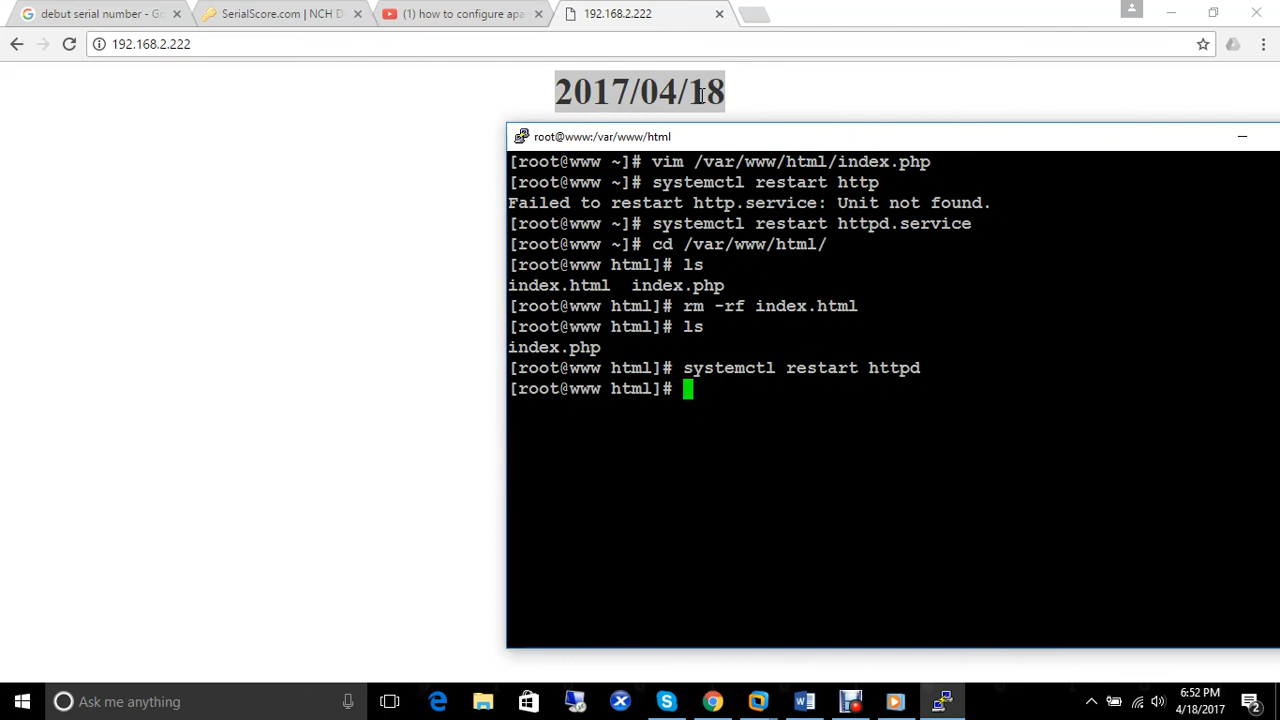 debut serial number - Go
SerialScore.com | NCH D
(1) how to configure apa
192.168.2.222
192.168.2.222
2017/04/18
root@www:/var/www/html
[root@www ~]# vim /var/www/html/index.php
[root@www ~]# systemctl restart http
Failed to restart http.service: Unit not found.
[root@www ~]# systemctl restart httpd.service
[root@www ~]# cd /var/www/html/
[root@www html]# ls
index.html  index.php
[root@www html]# rm -rf index.html
[root@www html]# ls
index.php
[root@www html]# systemctl restart httpd
[root@www html]#
Ask me anything
6:52 PM
4/18/2017
2